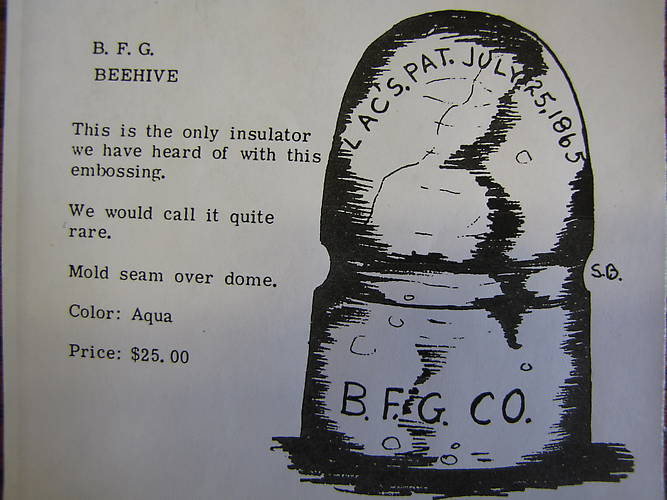 B. F. G.
BEEHIVE
This is the only insulator
we have heard of with this
embossing.
We would call it quite
rare.
Mold seam over dome.
Color: Aqua
Price: $25.00
L AC'S. PAT. JULY 25, 1865
S.B.
B. F. G. CO.